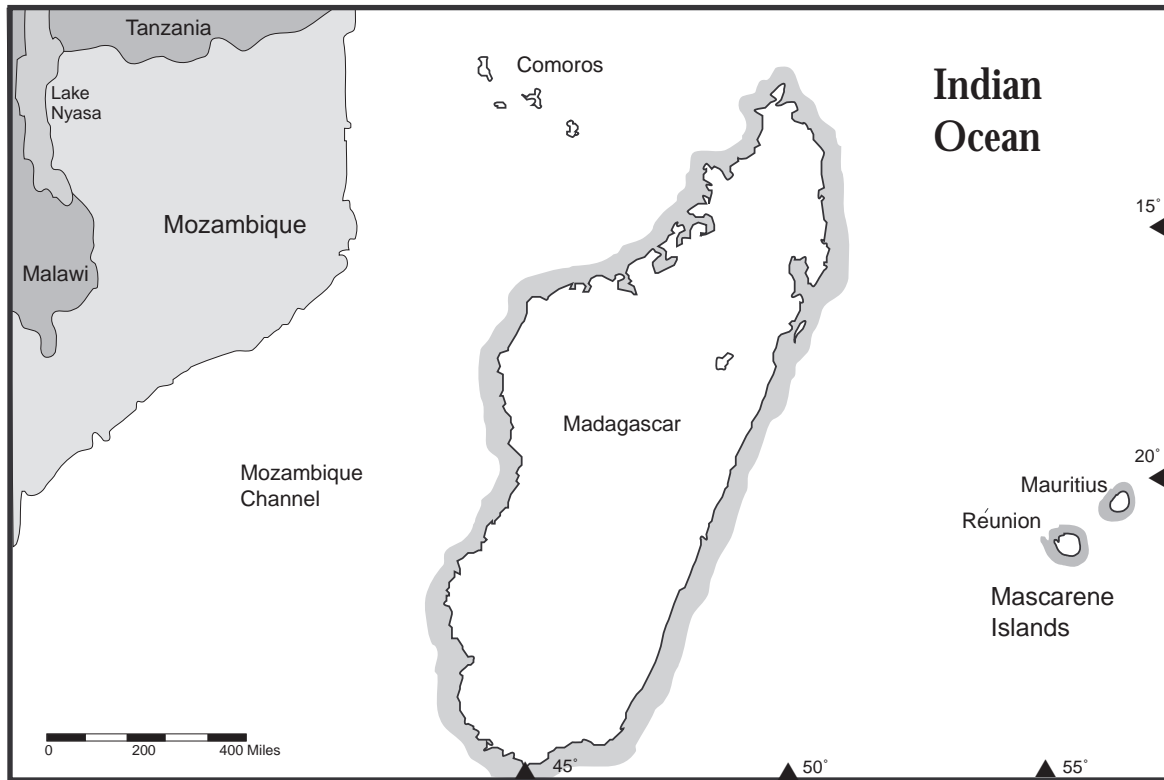 Tanzania
Comoros
Indian
Ocean
Lake
Nyasa
Mozambique
15°
Malawi
Madagascar
Mozambique
Channel
20°
Mauritius
Réunion
Mascarene
Islands
0 200 400 Miles
45°
50°
55°